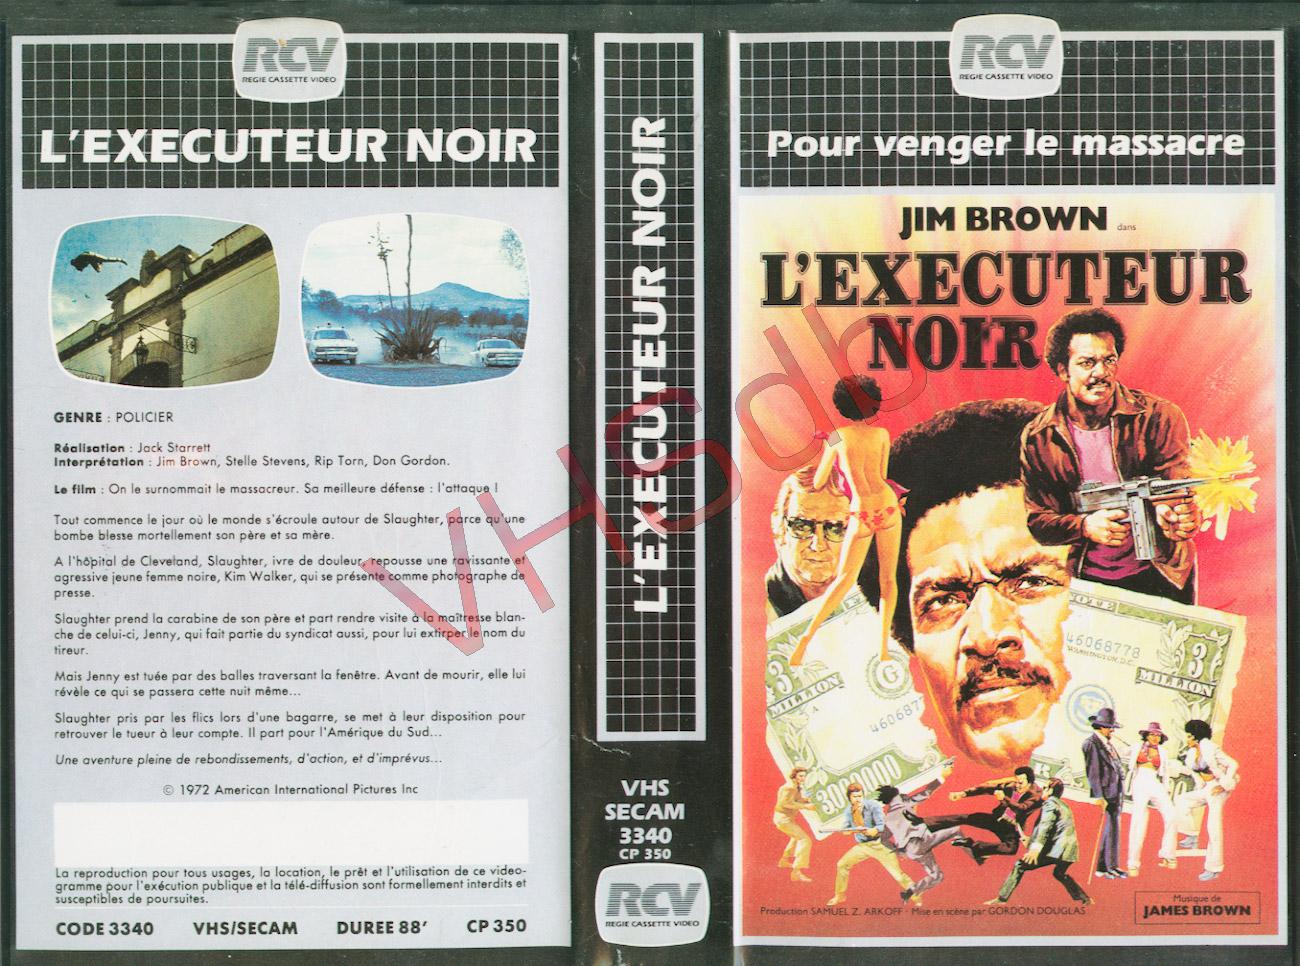 RCV
REGIE CASSETTE VIDEO
L'EXECUTEUR NOIR
GENRE : POLICIER
Réalisation : Jack Starrett
Interprétation : Jim Brown, Stelle Stevens, Rip Torn, Don Gordon.
Le film : On le surnommait le massacreur. Sa meilleure défense : l'attaque !
Tout commence le jour où le monde s'écroule autour de Slaughter, parce qu'une
bombe blesse mortellement son père et sa mère.
A l'hôpital de Cleveland, Slaughter, ivre de douleur, repousse une ravissante et
agressive jeune femme noire, Kim Walker, qui se présente comme photographe de
presse.
Slaughter prend la carabine de son père et part rendre visite à la maîtresse blan-
che de celui-ci, Jenny, qui fait partie du syndicat aussi, pour lui extirper le nom du
tireur.
Mais Jenny est tuée par des balles traversant la fenêtre. Avant de mourir, elle lui
révèle ce qui se passera cette nuit même...
Slaughter pris par les flics lors d'une bagarre, se met à leur disposition pour
retrouver le tueur à leur compte. Il part pour l'Amérique du Sud...
Une aventure pleine de rebondissements, d'action, et d'imprévus...
© 1972 American International Pictures Inc
La reproduction pour tous usages, la location, le prêt et l'utilisation de ce video-
gramme pour l'exécution publique et la télé-diffusion sont formellement interdits et
susceptibles de poursuites.
CODE 3340 VHS/SECAM DUREE 88' CP 350
L'EXECUTEUR NOIR
VHS
SECAM
3340
CP 350
RCV
REGIE CASSETTE VIDEO
RCV
REGIE CASSETTE VIDEO
Pour venger le massacre
JIM BROWN dans
L'EXECUTEUR
NOIR
46068778
WASHINGTON, D.C.
3
MILLION
3
MILLION
G
4606877
3000000
Production SAMUEL Z. ARKOFF · Mise en scène par GORDON DOUGLAS
Musique de
JAMES BROWN
VHSdb